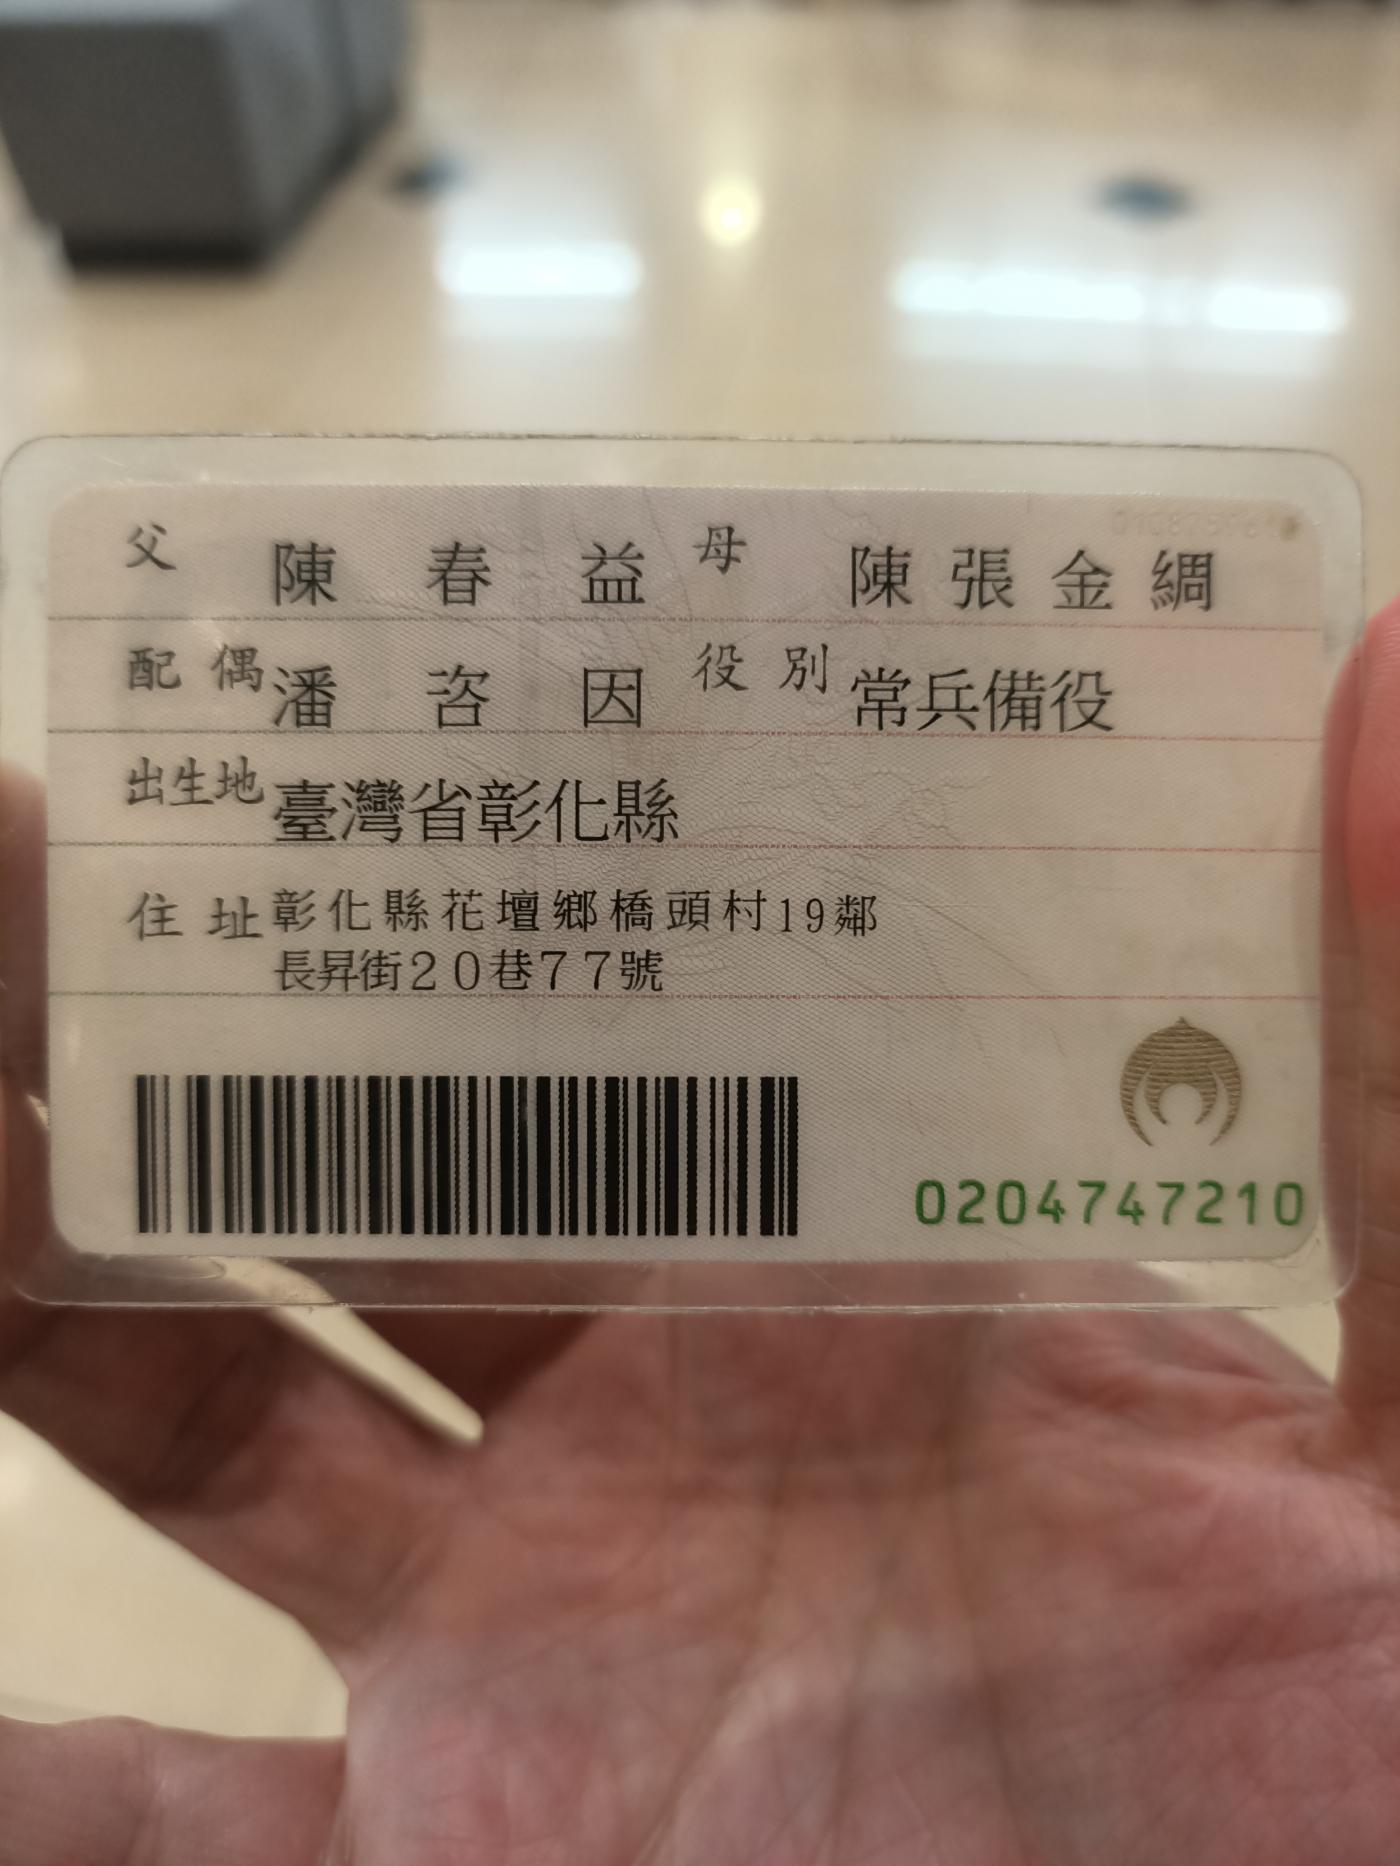 父 陳春益 母 陳張金綢
配偶 潘咨因 役別 常兵備役
出生地 臺灣省彰化縣
住址 彰化縣花壇鄉橋頭村19鄰
長昇街20巷77號
0204747210